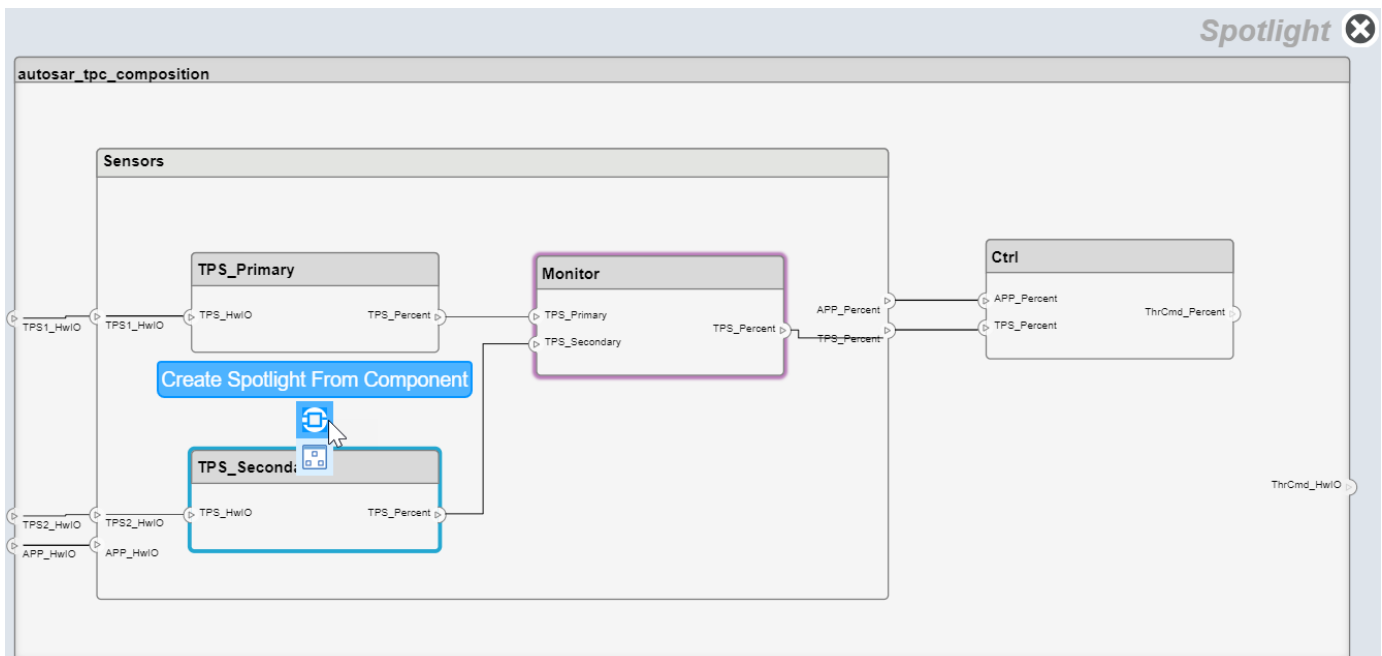 Spotlight
autosar_tpc_composition
Sensors
TPS_Primary
TPS_HwIO
TPS_Percent
Monitor
TPS_Primary
TPS_Secondary
TPS_Percent
APP_Percent
TPS_Percent
Ctrl
APP_Percent
TPS_Percent
ThrCmd_Percent
TPS1_HwIO
TPS1_HwIO
Create Spotlight From Component
TPS_Second
TPS_HwIO
TPS_Percent
TPS2_HwIO
TPS2_HwIO
APP_HwIO
APP_HwIO
ThrCmd_HwIO